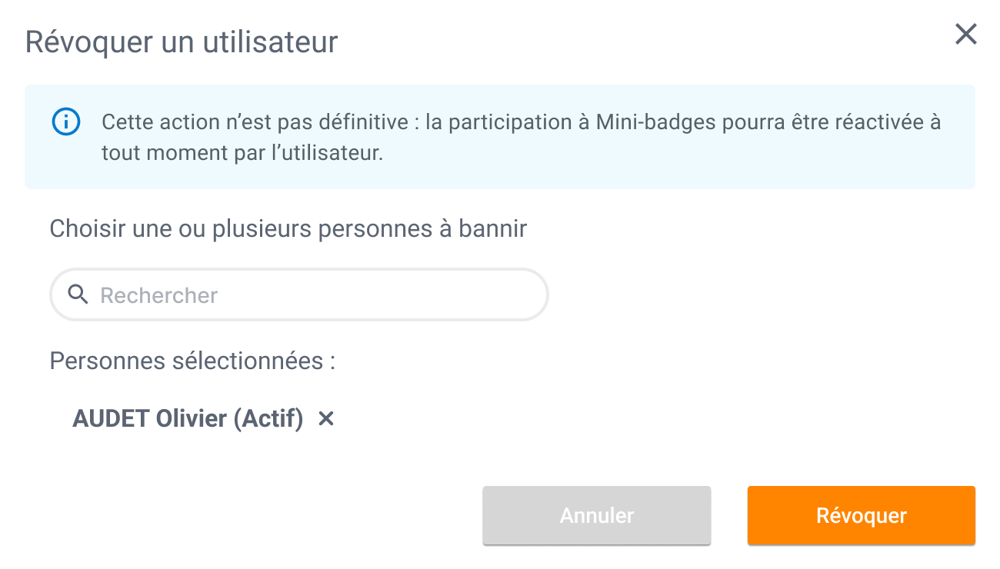 Révoquer un utilisateur
Cette action n’est pas définitive : la participation à Mini-badges pourra être réactivée à
tout moment par l’utilisateur.
Choisir une ou plusieurs personnes à bannir
Rechercher
Personnes sélectionnées :
AUDET Olivier (Actif)
Annuler
Révoquer